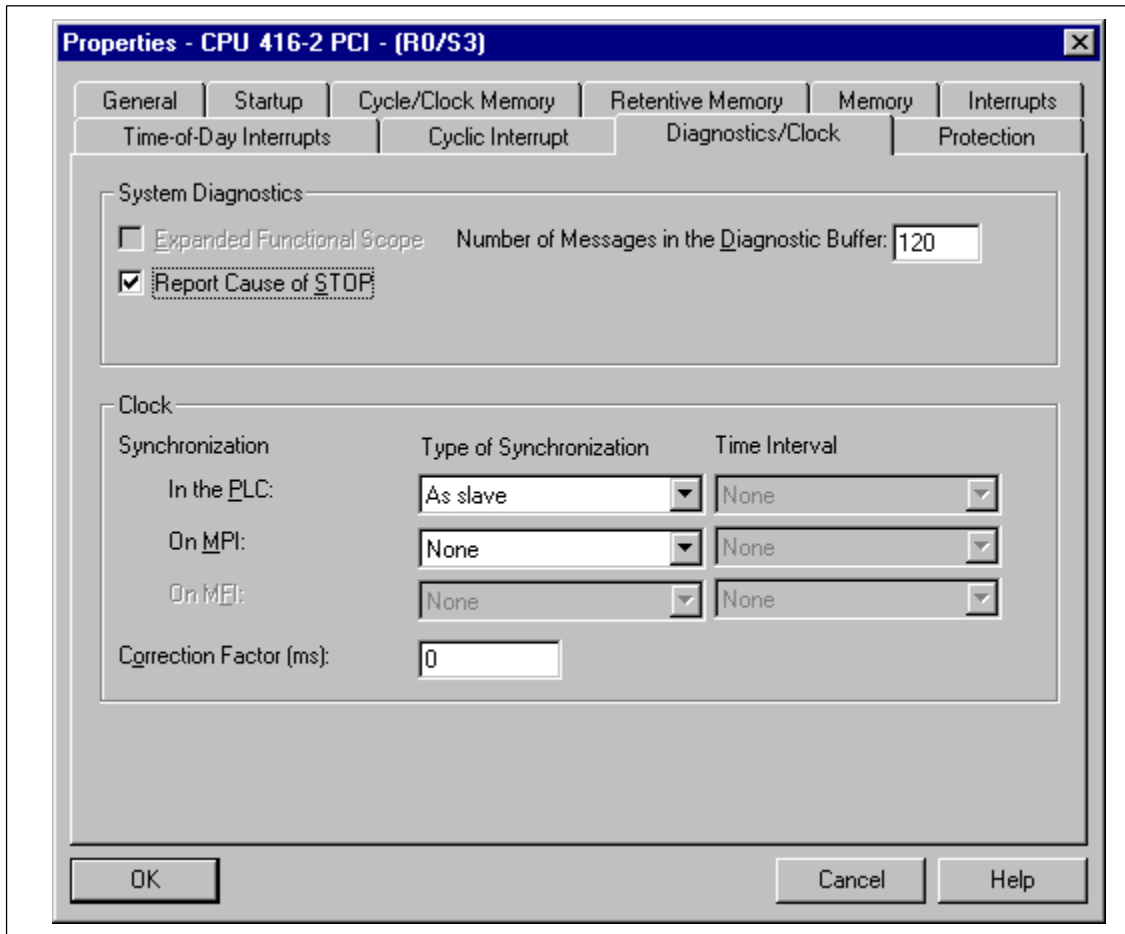 Properties - CPU 416-2 PCI - (R0/S3)
General Startup Cycle/Clock Memory Retentive Memory Memory Interrupts
Time-of-Day Interrupts Cyclic Interrupt Diagnostics/Clock Protection
System Diagnostics
Expanded Functional Scope Number of Messages in the Diagnostic Buffer: 120
Report Cause of STOP
Clock
Synchronization Type of Synchronization Time Interval
In the PLC: As slave None
On MPI: None None
On MFI: None None
Correction Factor (ms): 0
OK Cancel Help